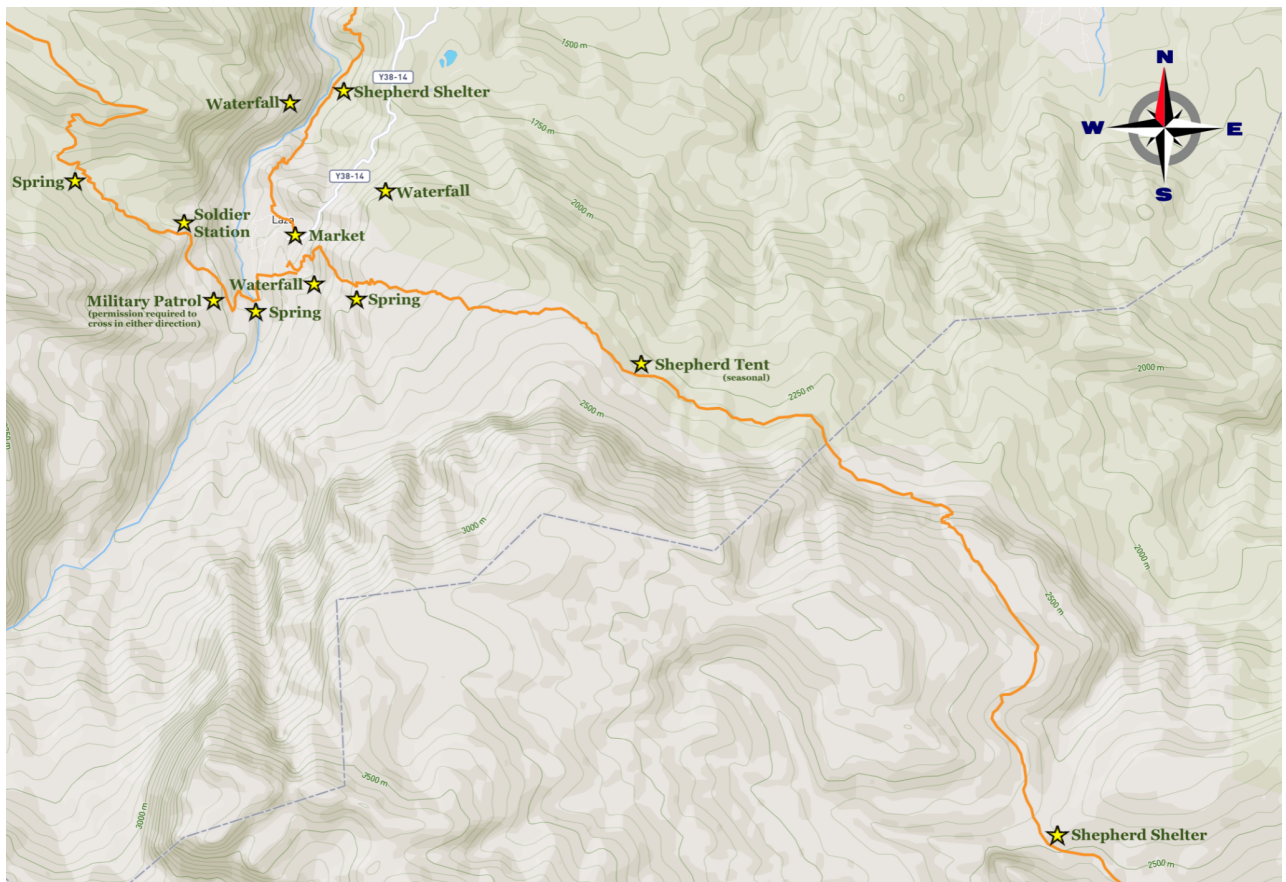 1500 m
Y38-14
Shepherd Shelter
Waterfall
N
W
E
S
1750 m
Y38-14
Spring
Waterfall
2000 m
Soldier
Station
Laza
Market
Waterfall
Military Patrol
(permission required to
cross in either direction)
Spring
Spring
Shepherd Tent
(seasonal)
2000 m
2250 m
2500 m
3000 m
2000 m
2500 m
3500 m
3000 m
Shepherd Shelter
2500 m